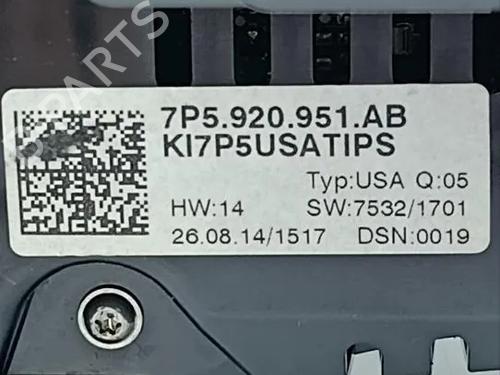 PARTS
7P5.920.951.AB
KI7P5USATIPS
Typ:USA Q:05
HW:14 SW:7532/1701
26.08.14/1517 DSN:0019